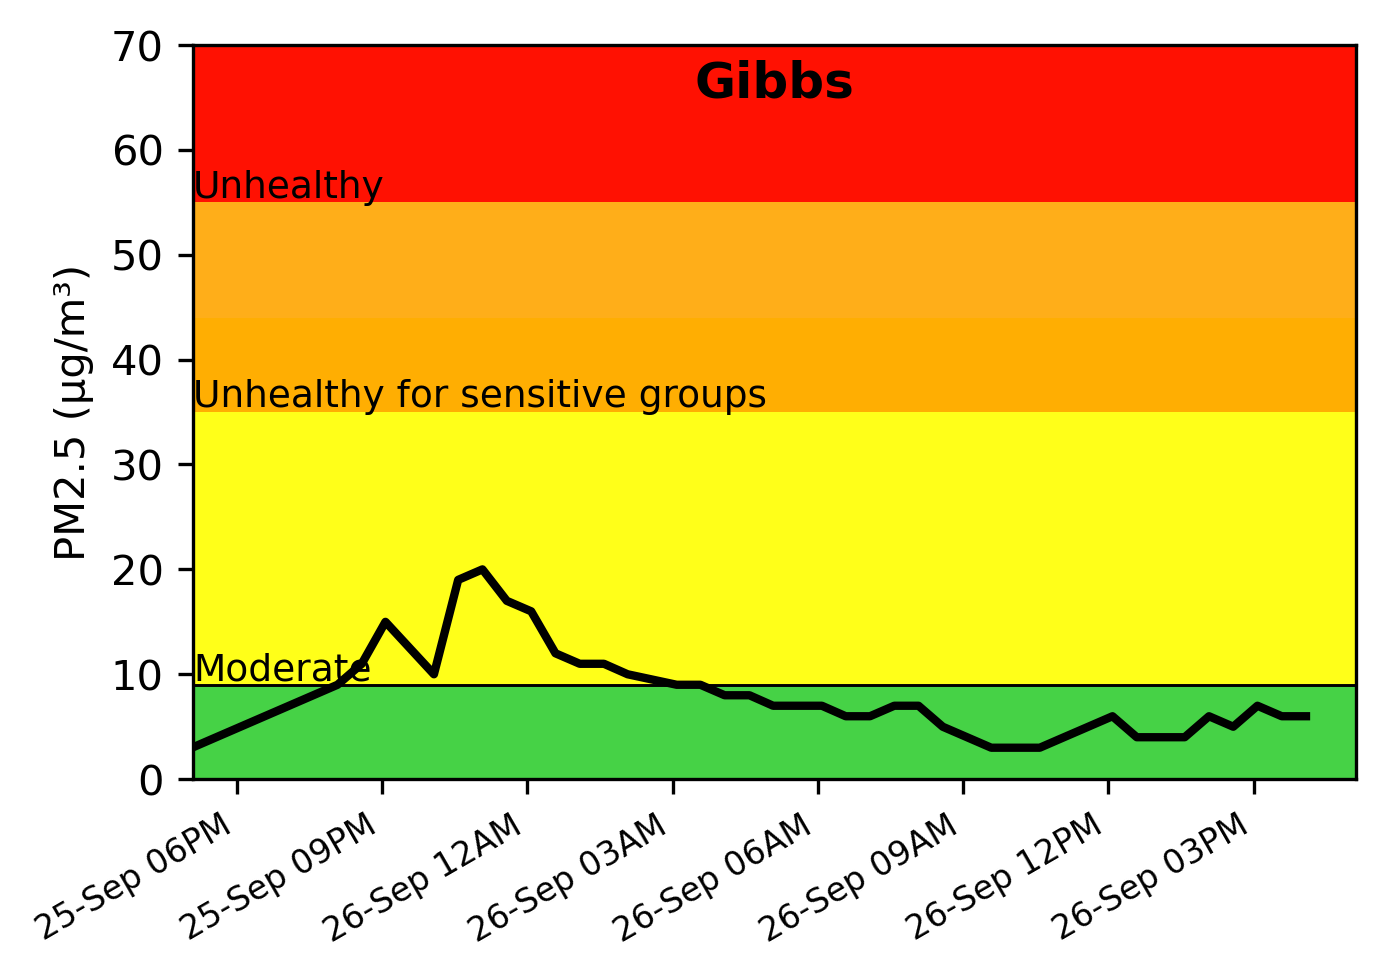 Gibbs
70
60
50
40
30
20
10
0
PM2.5 (µg/m³)
Unhealthy
Unhealthy for sensitive groups
Moderate
25-Sep 06PM
25-Sep 09PM
26-Sep 12AM
26-Sep 03AM
26-Sep 06AM
26-Sep 09AM
26-Sep 12PM
26-Sep 03PM